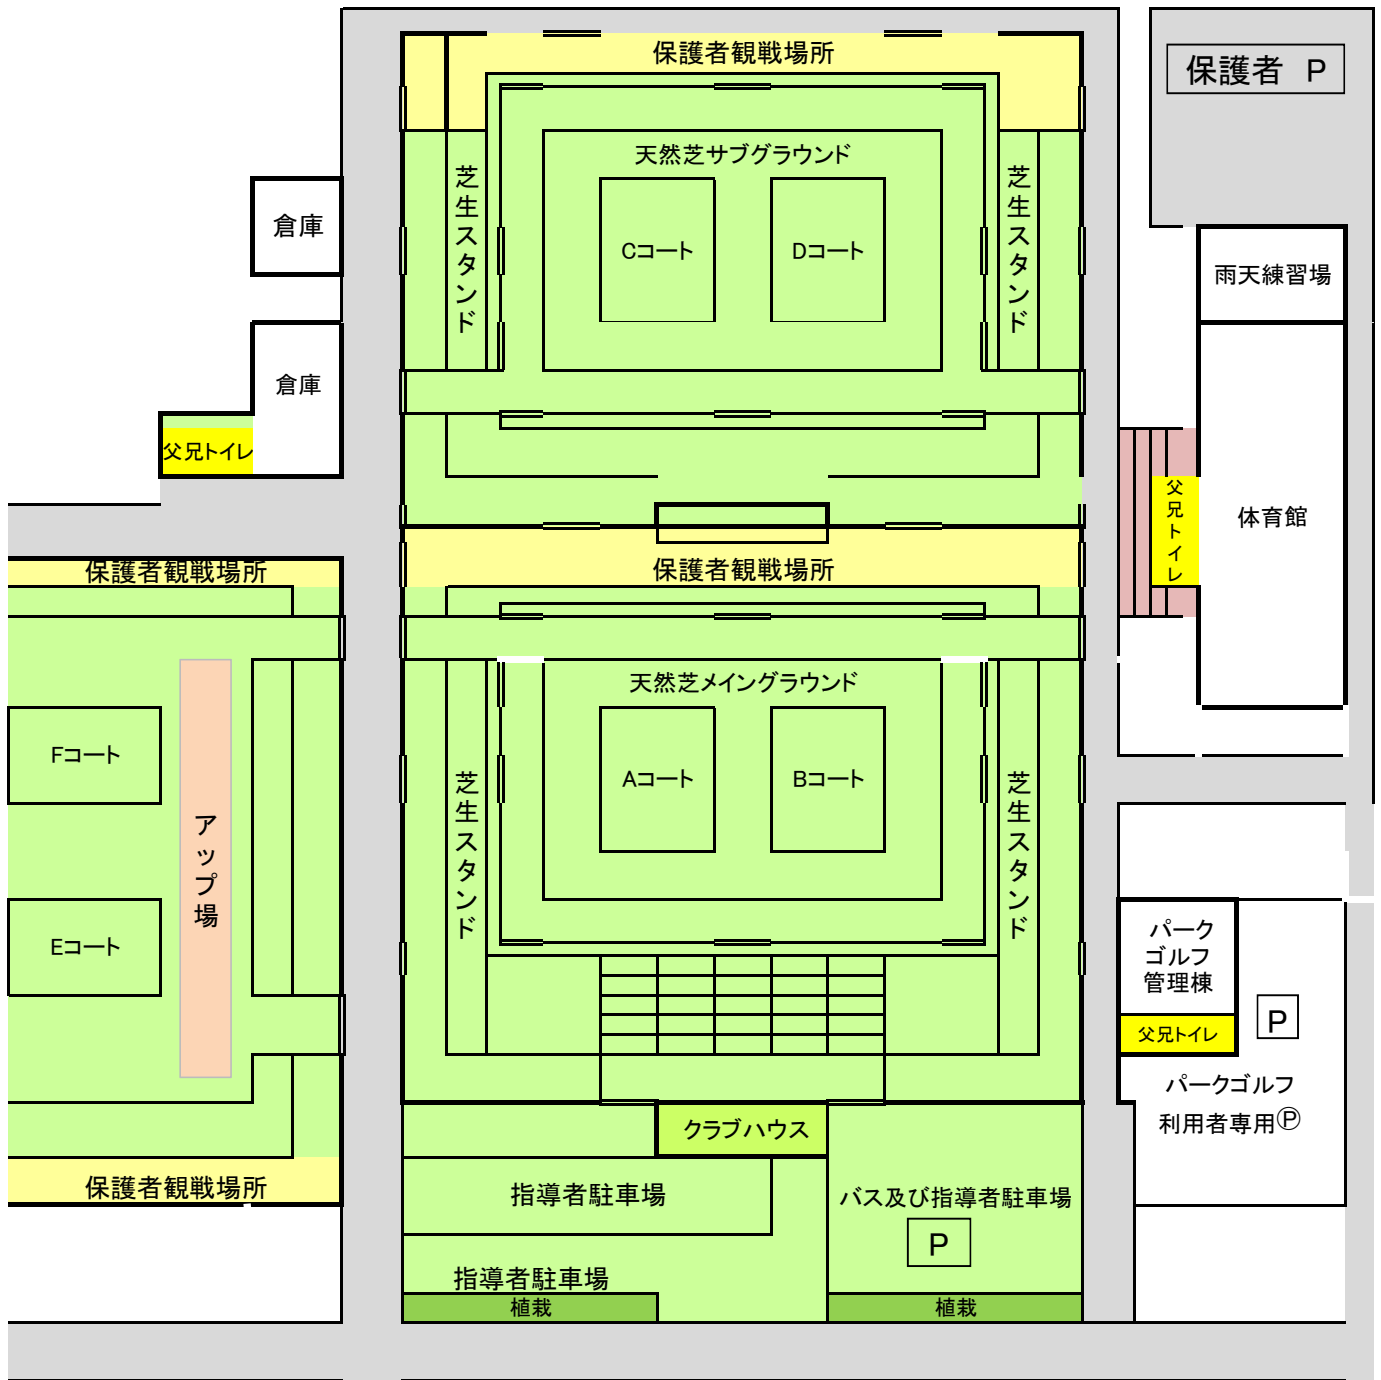 保護者観戦場所
保護者 P
天然芝サブグラウンド
芝生スタンド
芝生スタンド
倉庫
Cコート
Dコート
雨天練習場
倉庫
父兄トイレ
父兄トイレ
体育館
保護者観戦場所
保護者観戦場所
天然芝メイングラウンド
Fコート
アップ場
芝生スタンド
Aコート
Bコート
芝生スタンド
Eコート
パーク
ゴルフ
管理棟
P
父兄トイレ
パークゴルフ
利用者専用Ⓟ
クラブハウス
保護者観戦場所
指導者駐車場
バス及び指導者駐車場
P
指導者駐車場
植栽
植栽